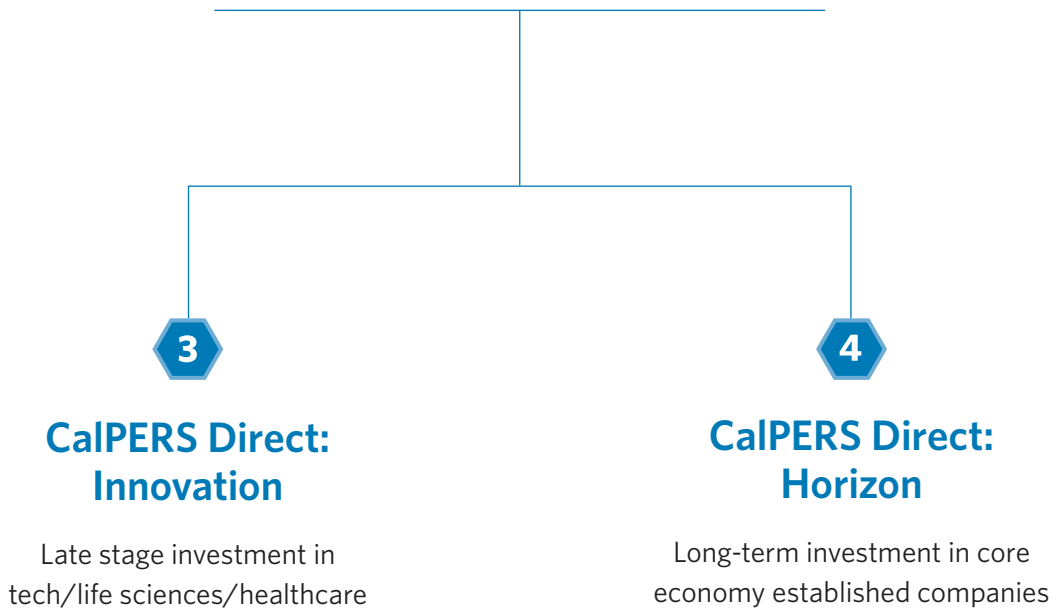 3
CalPERS Direct:
Innovation
Late stage investment in
tech/life sciences/healthcare
4
CalPERS Direct:
Horizon
Long-term investment in core
economy established companies